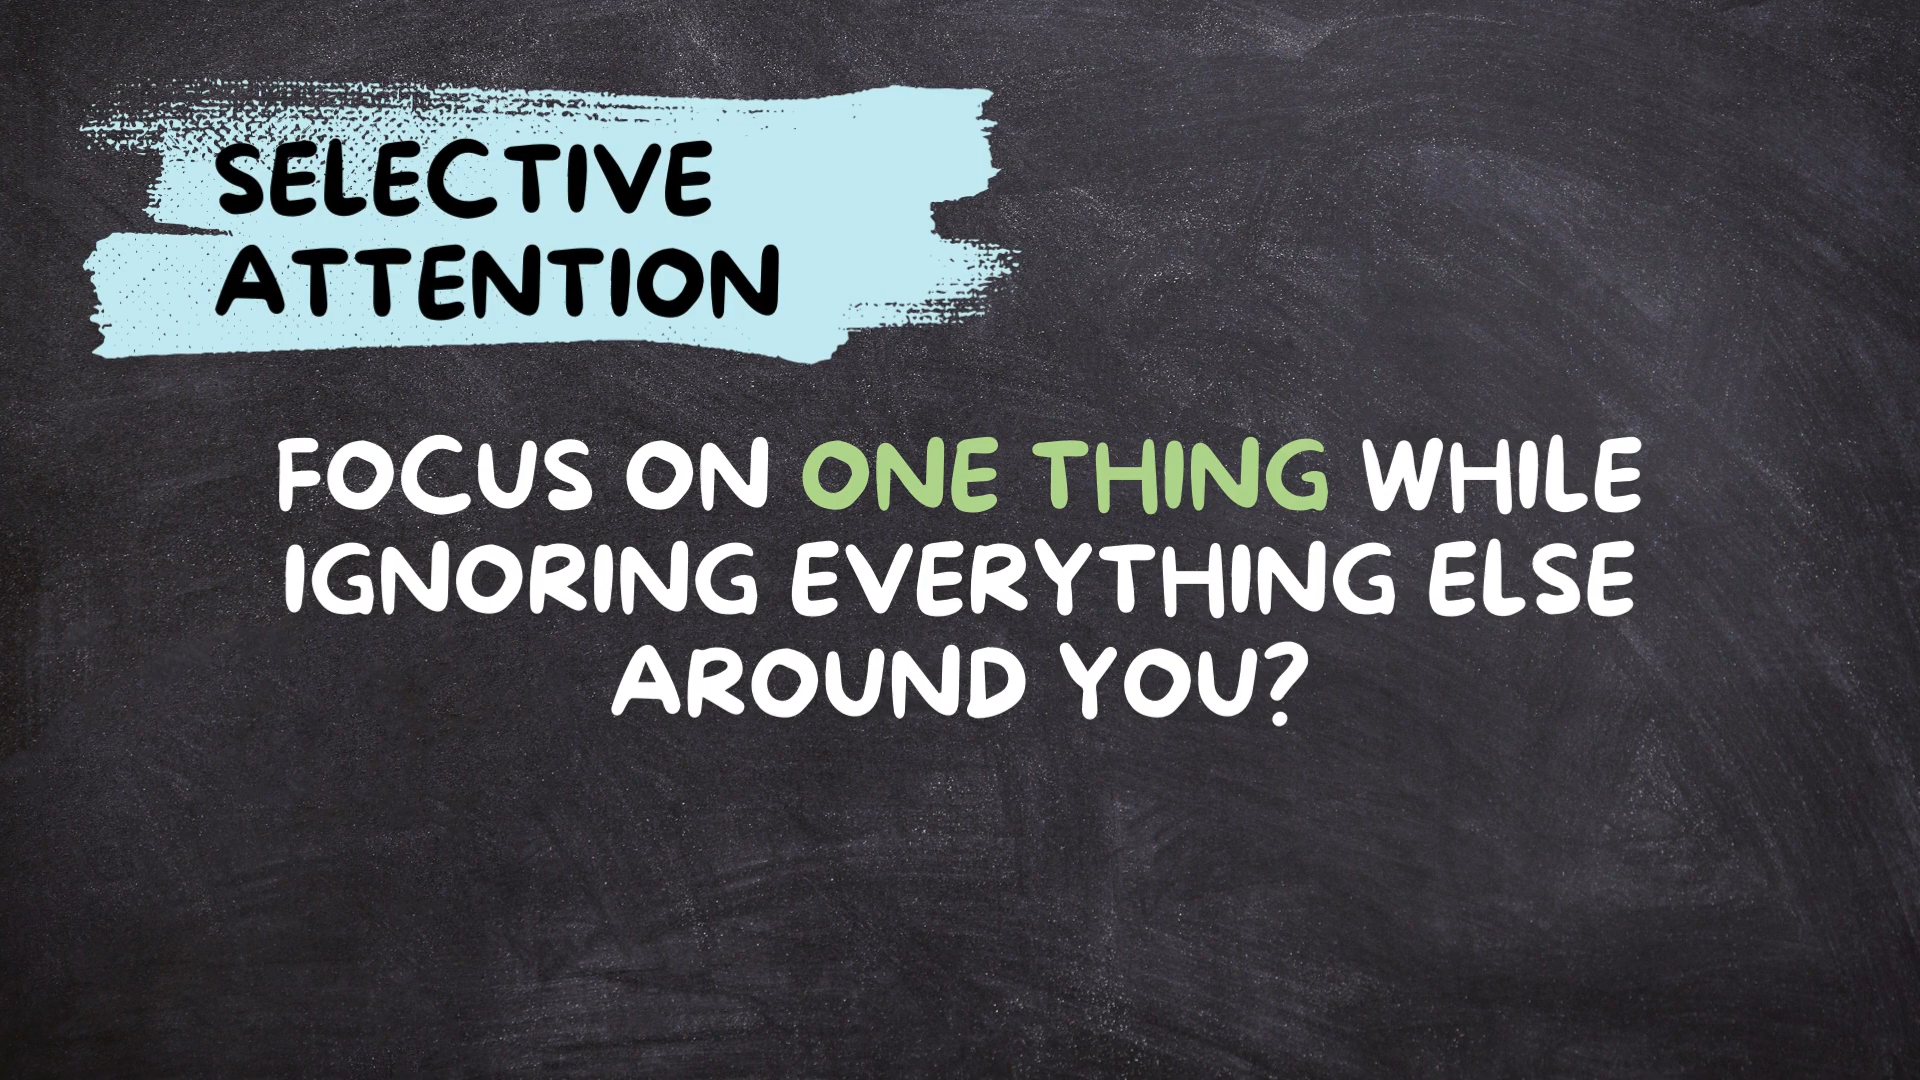 SELECTIVE
ATTENTION
FOCUS ON ONE THING WHILE
IGNORING EVERYTHING ELSE
AROUND YOU?